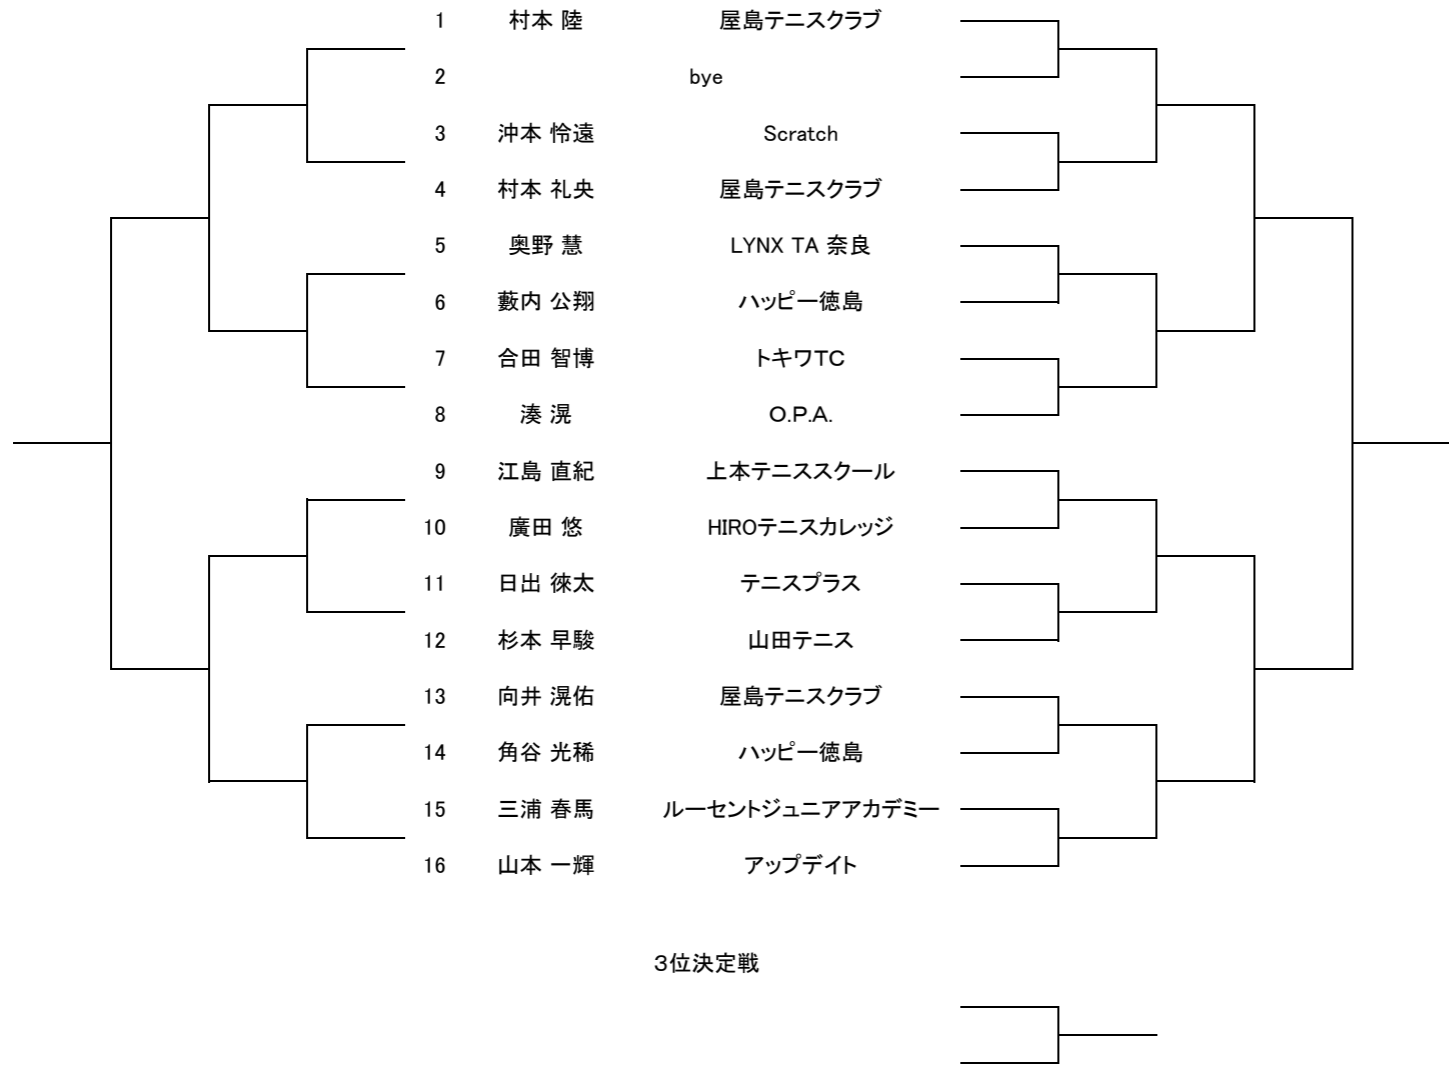 1 村本 陸 屋島テニスクラブ
2 bye
3 沖本 怜遠 Scratch
4 村本 礼央 屋島テニスクラブ
5 奥野 慧 LYNX TA 奈良
6 藪内 公翔 ハッピー徳島
7 合田 智博 トキワTC
8 湊 滉 O.P.A.
9 江島 直紀 上本テニススクール
10 廣田 悠 HIROテニスカレッジ
11 日出 徠太 テニスプラス
12 杉本 早駿 山田テニス
13 向井 滉佑 屋島テニスクラブ
14 角谷 光稀 ハッピー徳島
15 三浦 春馬 ルーセントジュニアアカデミー
16 山本 一輝 アップデイト
3位決定戦